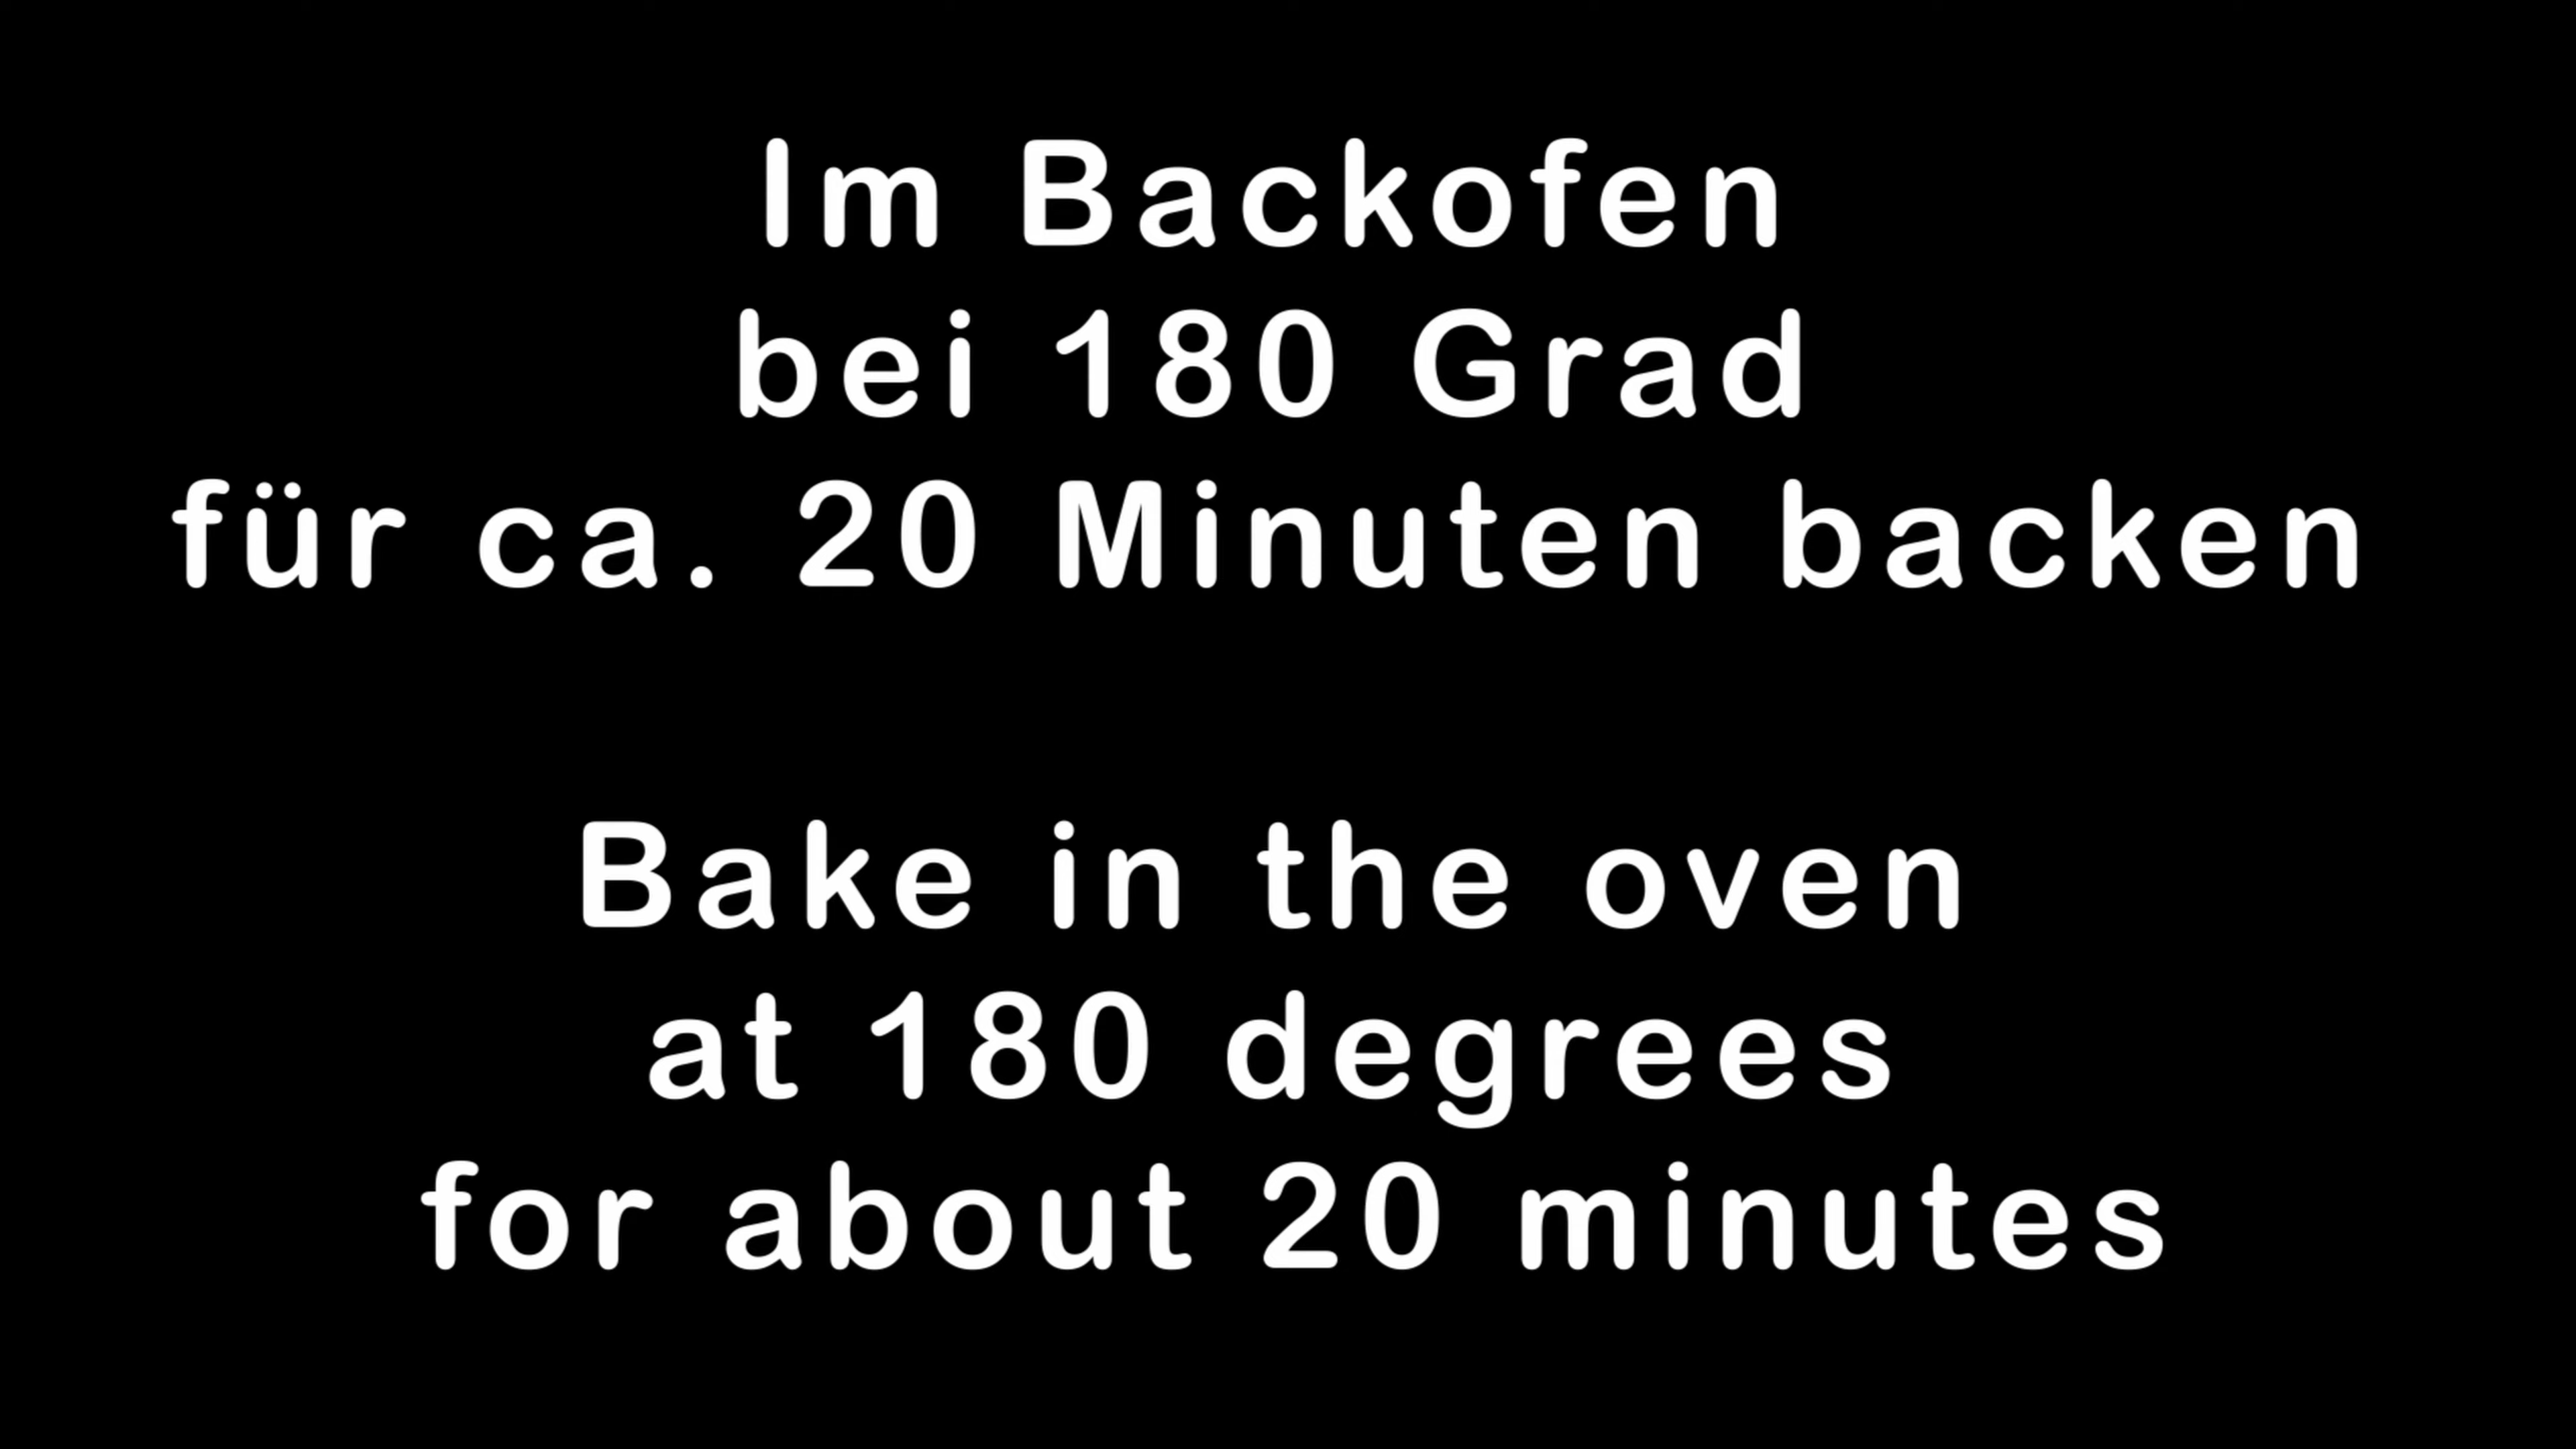 Im Backofen
bei 180 Grad
für ca. 20 Minuten backen
Bake in the oven
at 180 degrees
for about 20 minutes